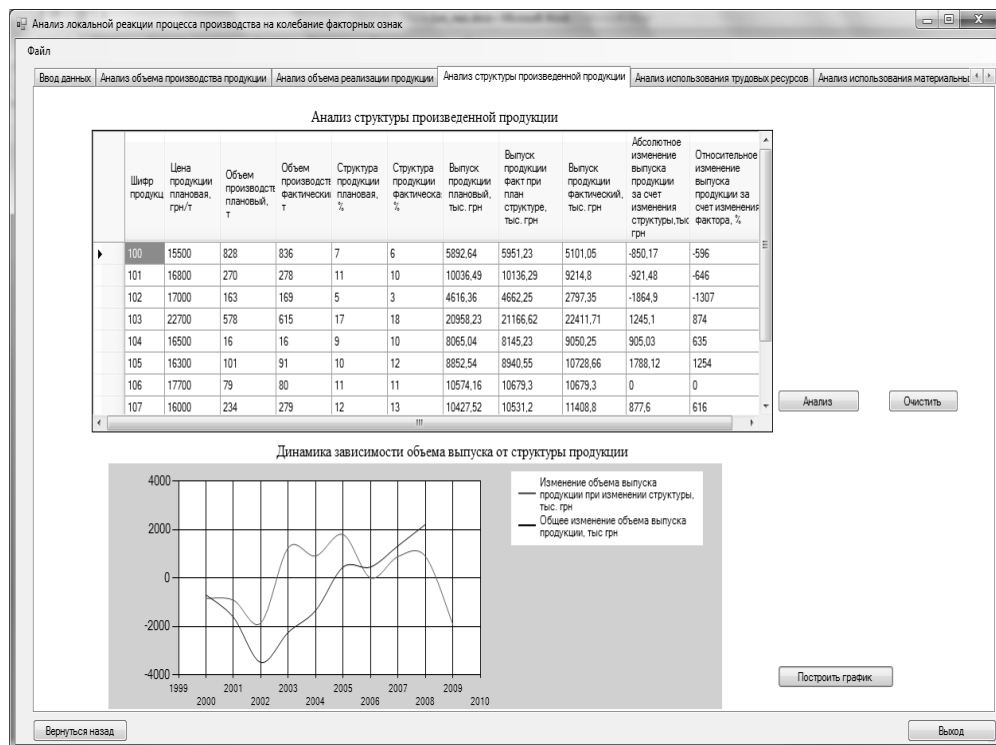 Анализ локальной реакции процесса производства на колебание факторных ознак
Файл
Ввод данных Анализ объема производства продукции Анализ объема реализации продукции Анализ структуры произведенной продукции Анализ использования трудовых ресурсов Анализ использования материальны
Анализ структуры произведенной продукции
Шифр продукц Цена продукции плановая, грн/т Объем производств плановый, т Объем производств фактический т Структура продукции плановая, % Структура продукции фактическа % Выпуск продукции плановый, тыс. грн Выпуск продукции факт при план структуре, тыс. грн Выпуск продукции фактический, тыс. грн Абсолютное изменение выпуска продукции за счет изменения структуры,тыс грн Относительное изменение выпуска продукции за счет изменения фактора, %
100 15500 828 836 7 6 5892,64 5951,23 5101,05 -850,17 -596
101 16800 270 278 11 10 10036,49 10136,29 9214,8 -921,48 -646
102 17000 163 169 5 3 4616,36 4662,25 2797,35 -1864,9 -1307
103 22700 578 615 17 18 20958,23 21166,62 22411,71 1245,1 874
104 16500 16 16 9 10 8065,04 8145,23 9050,25 905,03 635
105 16300 101 91 10 12 8852,54 8940,55 10728,66 1788,12 1254
106 17700 79 80 11 11 10574,16 10679,3 10679,3 0 0
107 16000 234 279 12 13 10427,52 10531,2 11408,8 877,6 616
Анализ Очистить
Динамика зависимости объема выпуска от структуры продукции
4000
2000
0
-2000
-4000
1999 2001 2003 2005 2007 2009
2000 2002 2004 2006 2008 2010
Изменение объема выпуска
продукции при изменении структуры,
тыс. грн
Общее изменение объема выпуска
продукции, тыс грн
Построить график
Вернуться назад Выход